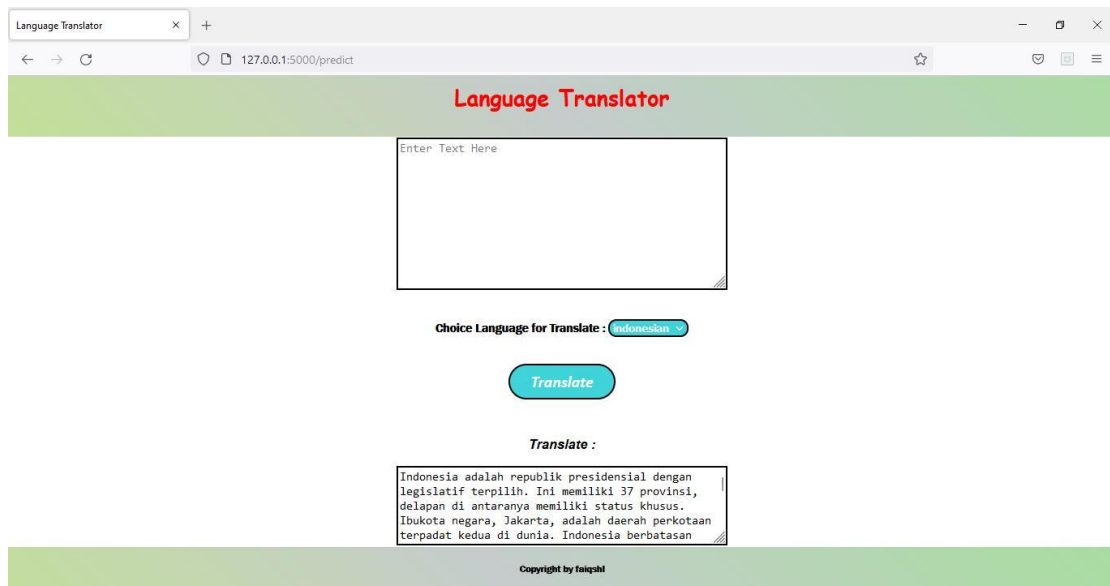 Language Translator
127.0.0.1:5000/predict
Language Translator
Enter Text Here
Choice Language for Translate : indonesian
Translate
Translate :
Indonesia adalah republik presidensial dengan
legislatif terpilih. Ini memiliki 37 provinsi,
delapan di antaranya memiliki status khusus.
Ibukota negara, Jakarta, adalah daerah perkotaan
terpadat kedua di dunia. Indonesia berbatasan
Copyright by faiqshl